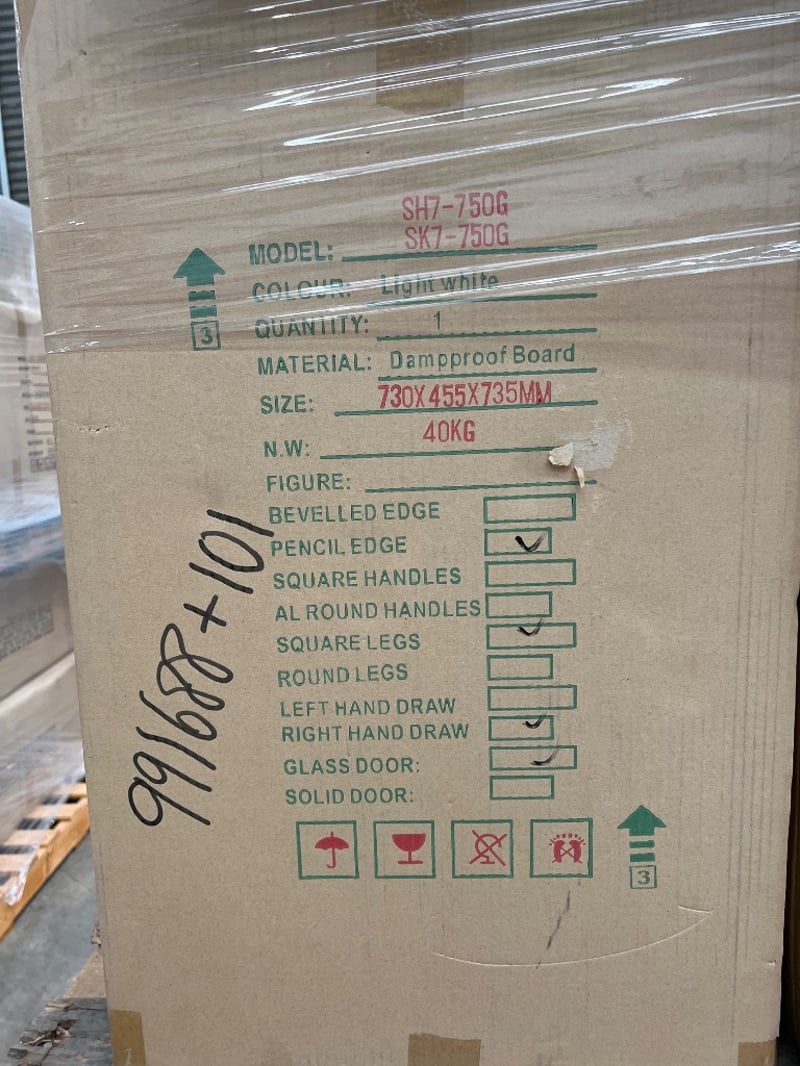 SH7-750G
SK7-750G
MODEL:
COLOUR: Light white
QUANTITY: 1
MATERIAL: Dampproof Board
SIZE: 730X455X735MM
N.W: 40KG
FIGURE:
BEVELLED EDGE
PENCIL EDGE
SQUARE HANDLES
AL ROUND HANDLES
SQUARE LEGS
ROUND LEGS
LEFT HAND DRAW
RIGHT HAND DRAW
GLASS DOOR:
SOLID DOOR:
3
3
991688+101